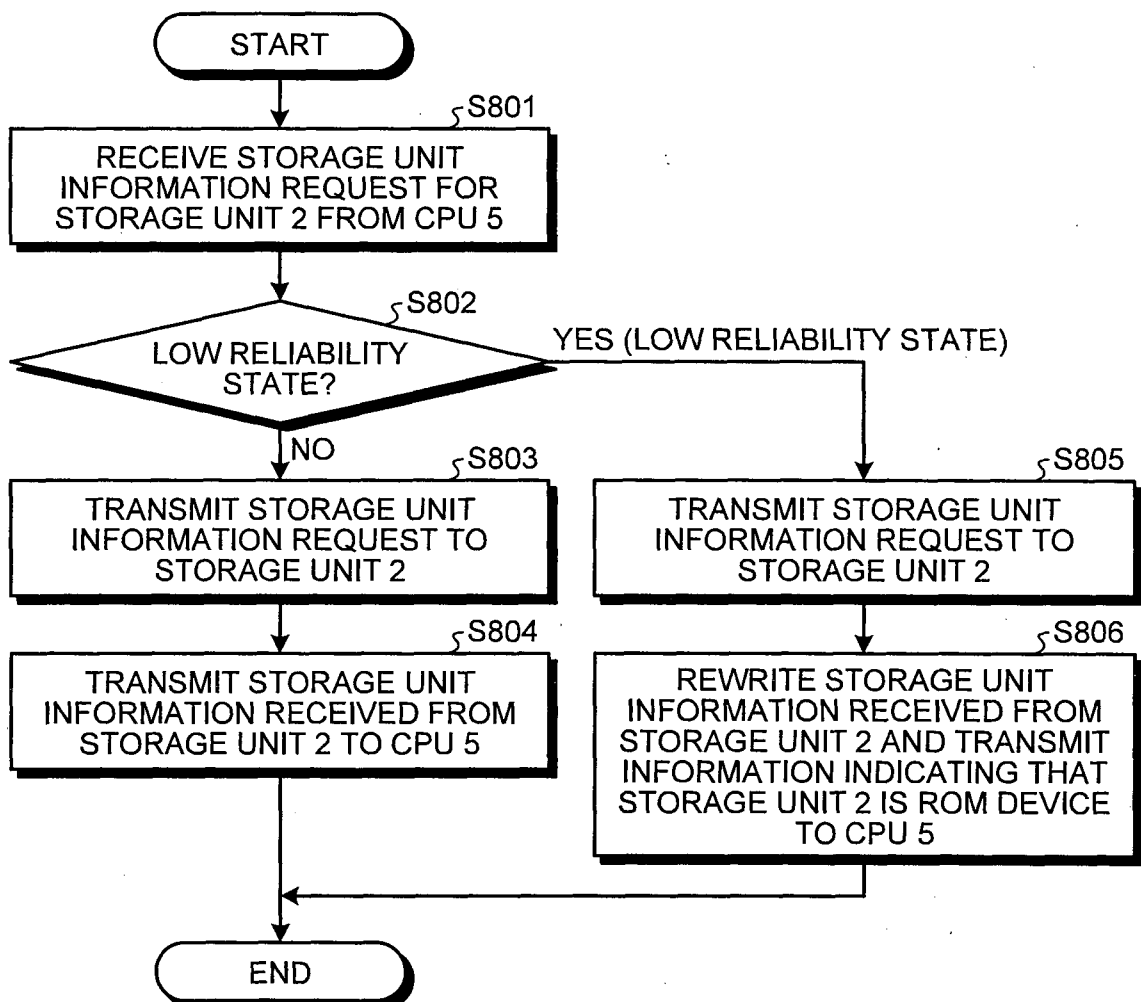 START
S801
RECEIVE STORAGE UNIT
INFORMATION REQUEST FOR
STORAGE UNIT 2 FROM CPU 5
S802
LOW RELIABILITY
STATE?
YES (LOW RELIABILITY STATE)
NO
S803
TRANSMIT STORAGE UNIT
INFORMATION REQUEST TO
STORAGE UNIT 2
S804
TRANSMIT STORAGE UNIT
INFORMATION RECEIVED FROM
STORAGE UNIT 2 TO CPU 5
S805
TRANSMIT STORAGE UNIT
INFORMATION REQUEST TO
STORAGE UNIT 2
S806
REWRITE STORAGE UNIT
INFORMATION RECEIVED FROM
STORAGE UNIT 2 AND TRANSMIT
INFORMATION INDICATING THAT
STORAGE UNIT 2 IS ROM DEVICE
TO CPU 5
END